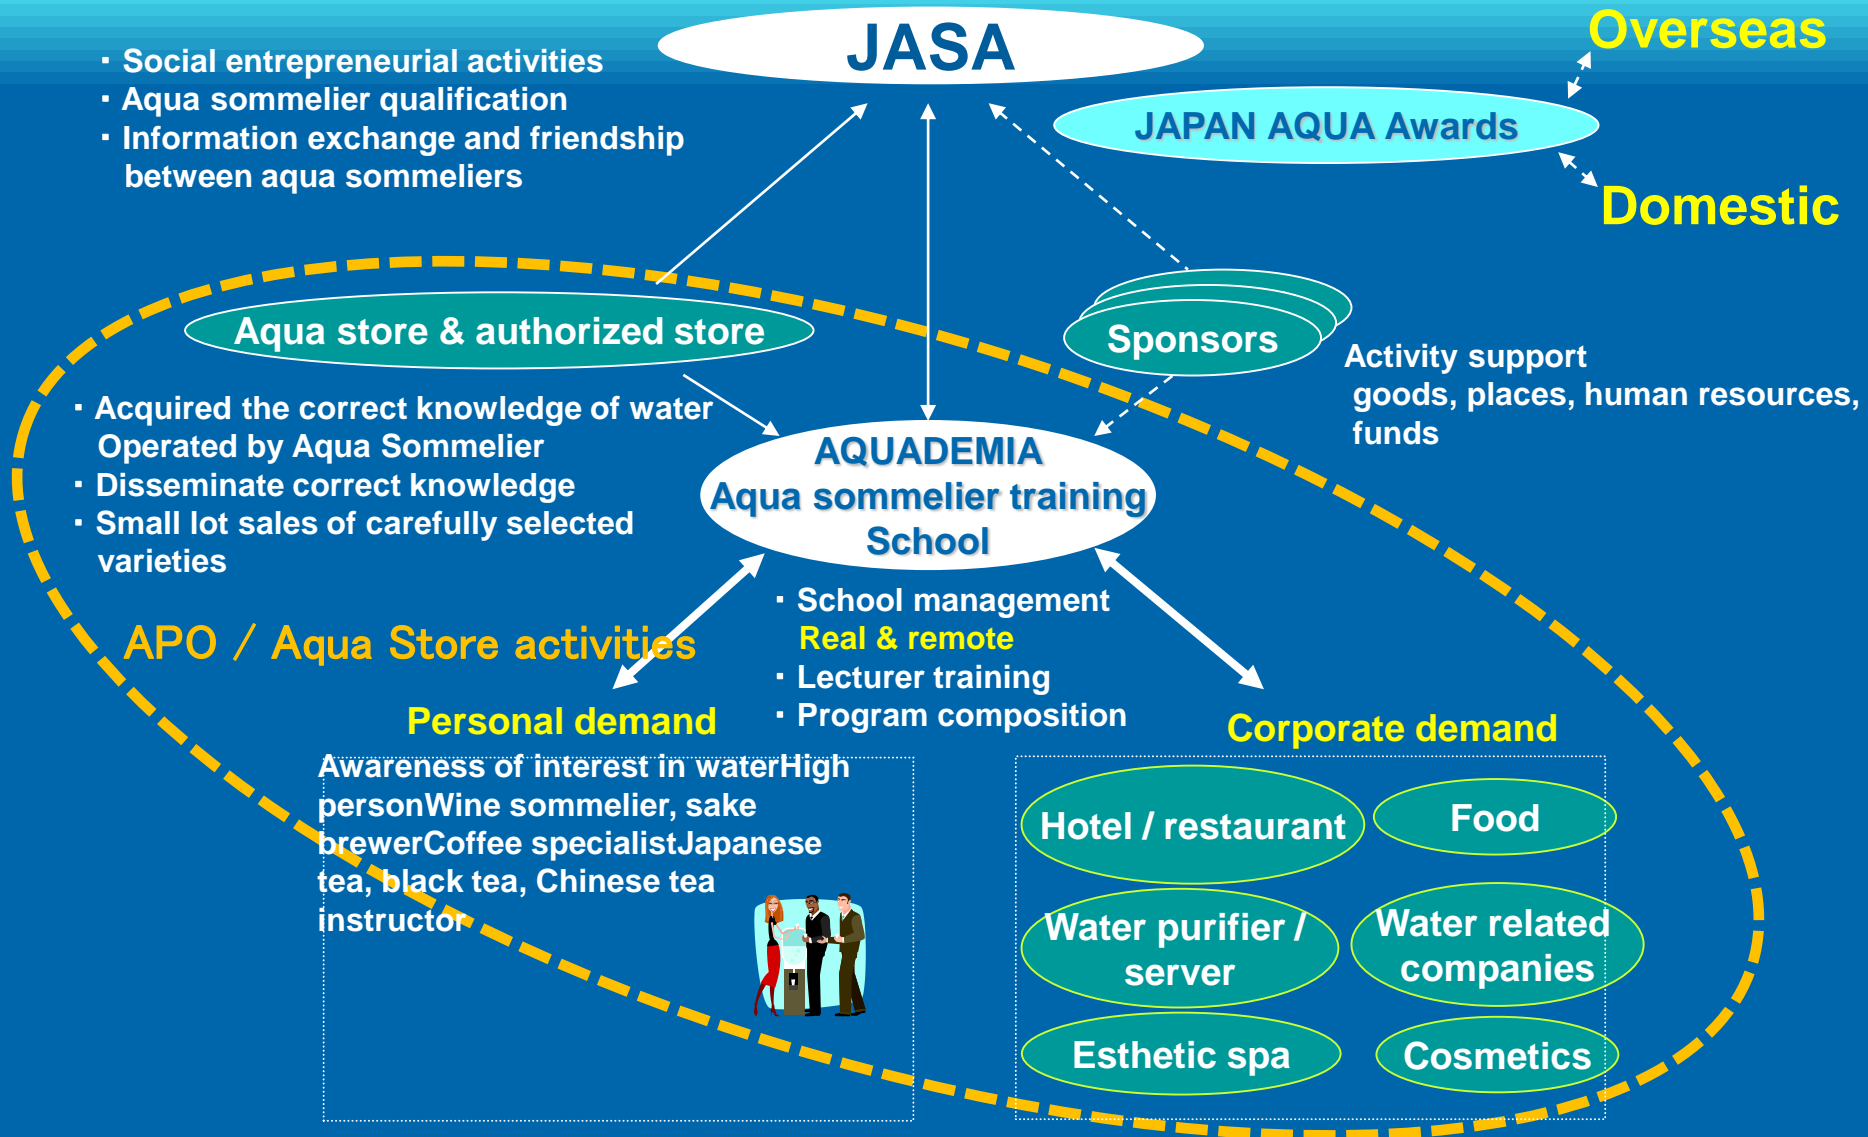 JASA
Overseas
・Social entrepreneurial activities
・Aqua sommelier qualification
・Information exchange and friendship
between aqua sommeliers
JAPAN AQUA Awards
Domestic
Aqua store & authorized store
Sponsors
Activity support
goods, places, human resources,
funds
・Acquired the correct knowledge of water
Operated by Aqua Sommelier
・Disseminate correct knowledge
・Small lot sales of carefully selected
varieties
AQUADEMIA
Aqua sommelier training
School
・School management
Real & remote
・Lecturer training
・Program composition
APO / Aqua Store activities
Personal demand
Awareness of interest in waterHigh
personWine sommelier, sake
brewerCoffee specialistJapanese
tea, black tea, Chinese tea
instructor
Corporate demand
Hotel / restaurant
Food
Water purifier /
server
Water related
companies
Esthetic spa
Cosmetics